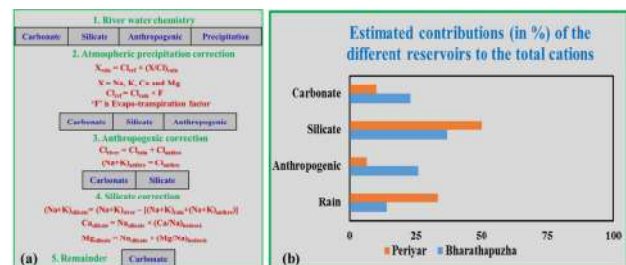 1. River water chemistry
Carbonate Silicate Anthropogenic Precipitation
2. Atmospheric precipitation correction
X = Na, K, Ca and Mg
'F' is Evapo-transpiration factor
Carbonate Silicate Anthropogenic
3. Anthropogenic correction
Carbonate Silicate
4. Silicate correction
5. Remainder Carbonate
(a)
Estimated contributions (in %) of the
different reservoirs to the total cations
Carbonate
Silicate
Anthropogenic
Rain
0 25 50 75 100
Periyar Bharathapuzha
(b)